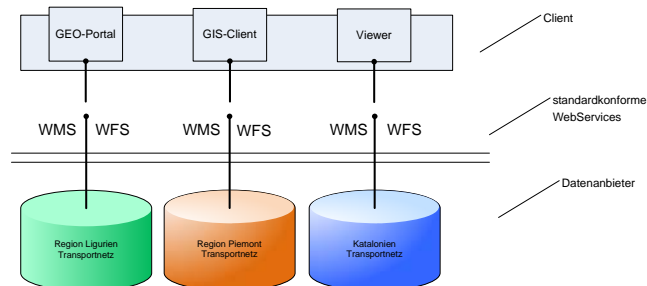 GEO-Portal
GIS-Client
Viewer
Client
WMS WFS
WMS WFS
WMS WFS
standardkonforme
WebServices
Region Ligurien
Transportnetz
Region Piemont
Transportnetz
Katalonien
Transportnetz
Datenanbieter